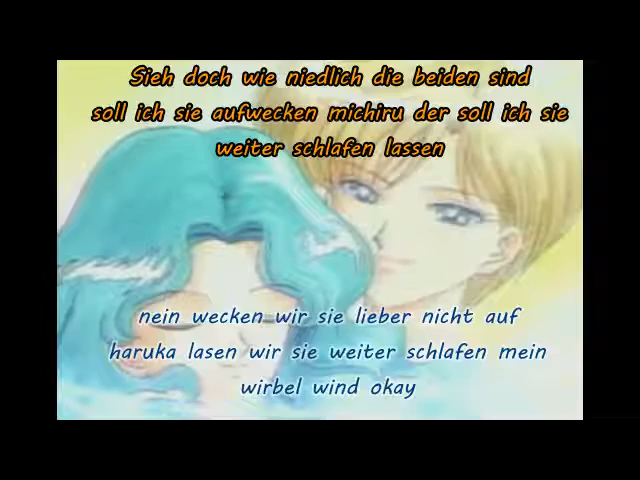 Sieh doch wie niedlich die beiden sind
soll ich sie aufwecken michiru der soll ich sie
weiter schlafen lassen
nein wecken wir sie lieber nicht auf
haruka lasen wir sie weiter schlafen mein
wirbel wind okay